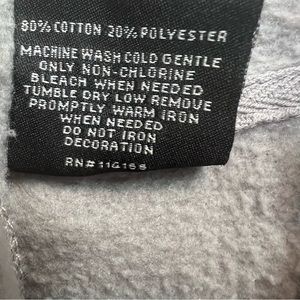 80% COTTON 20% POLYESTER
MACHINE WASH COLD GENTLE
ONLY NON-CHLORINE
BLEACH WHEN NEEDED
TUMBLE DRY LOW REMOVE
PROMPTLY WARM IRON
WHEN NEEDED
DO NOT IRON
DECORATION
RN#